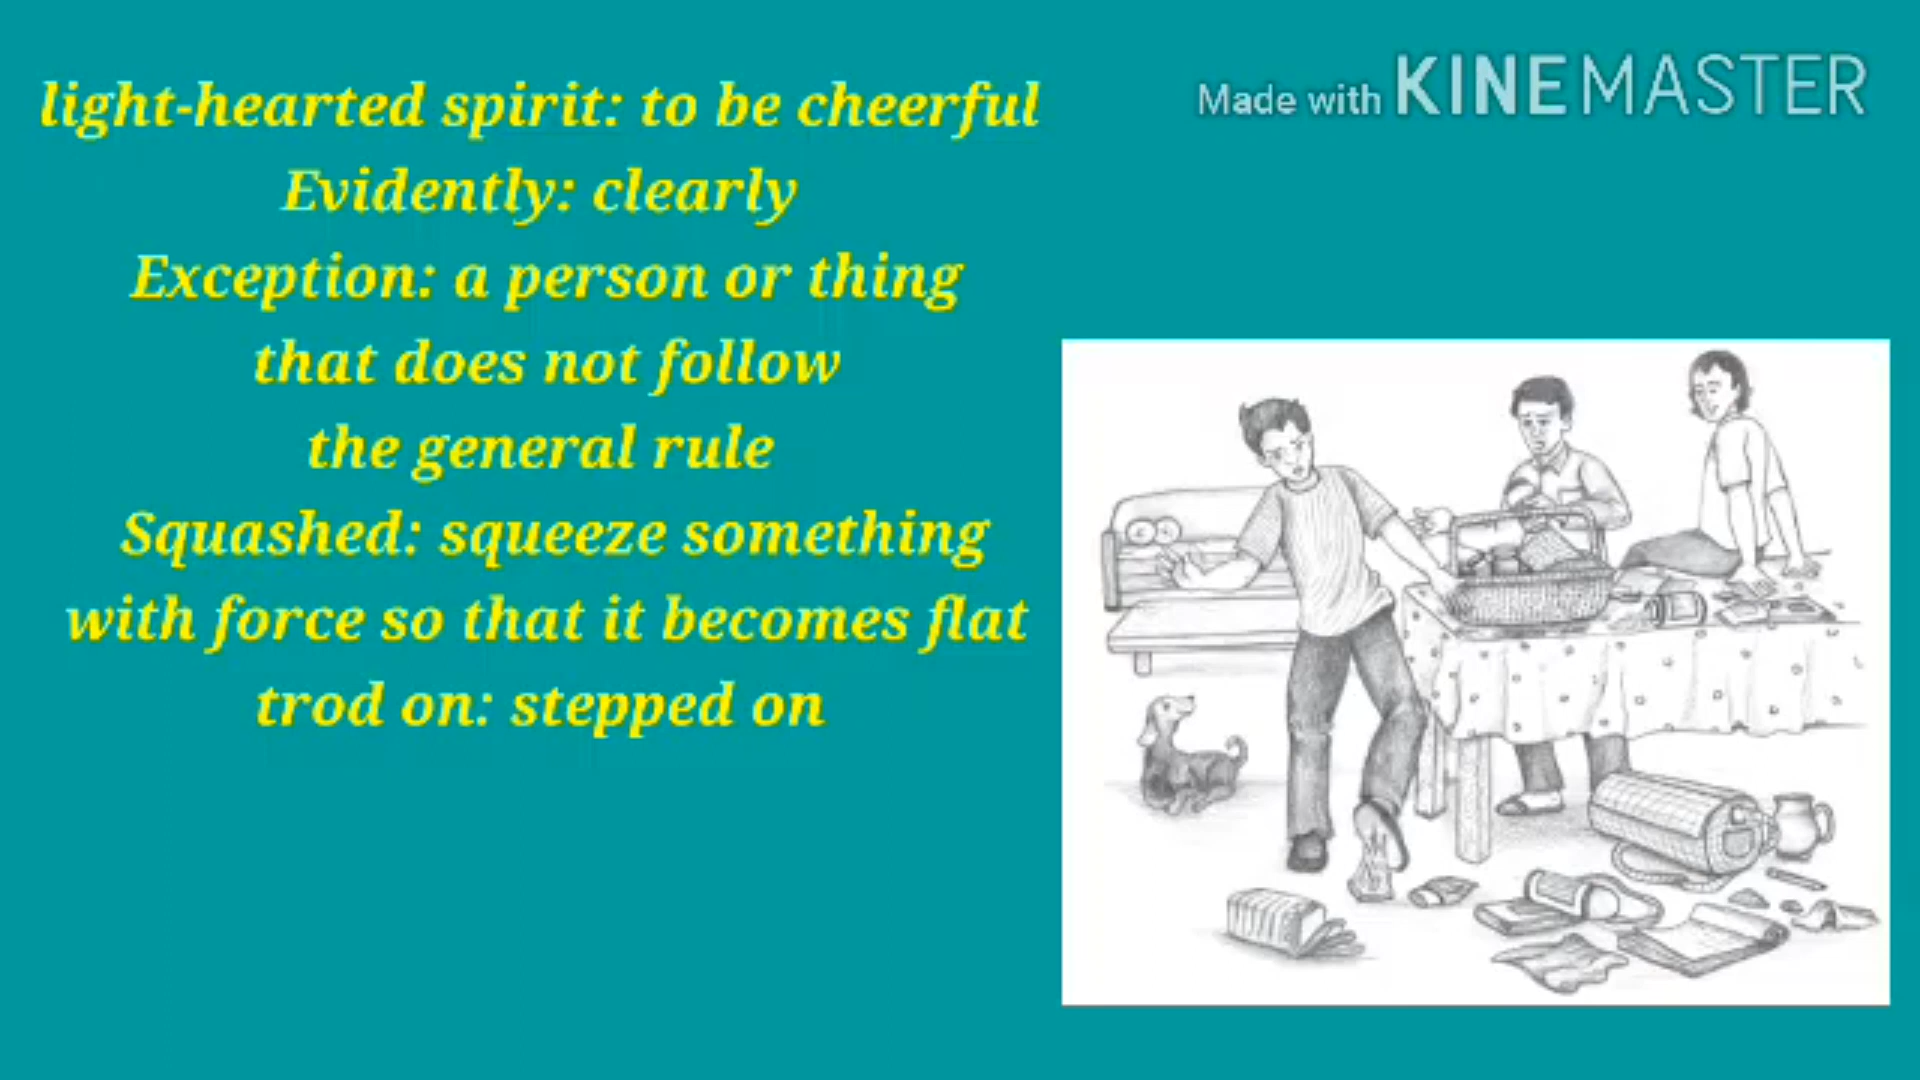 light-hearted spirit: to be cheerful
Evidently: clearly
Exception: a person or thing
that does not follow
the general rule
Squashed: squeeze something
with force so that it becomes flat
trod on: stepped on
Made with KINEMASTER